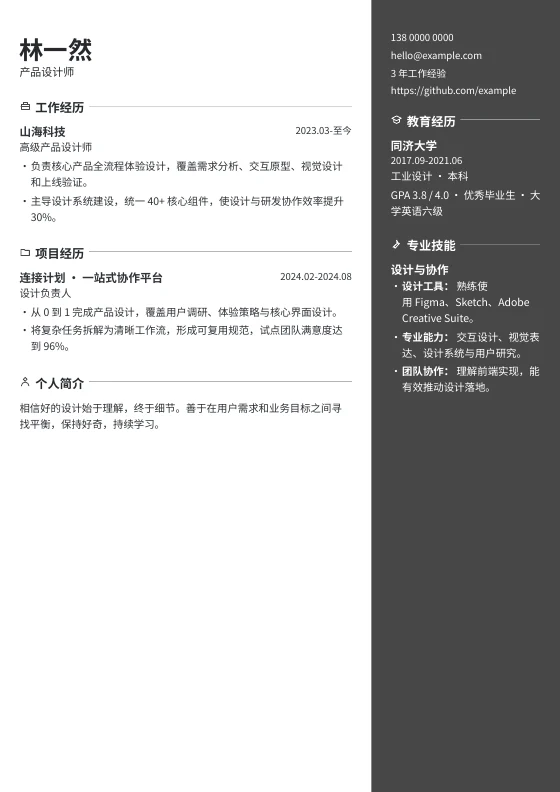 林一然
产品设计师
工作经历
山海科技 2023.03-至今
高级产品设计师
• 负责核心产品全流程体验设计，覆盖需求分析、交互原型、视觉设计
和上线验证。
• 主导设计系统建设，统一 40+ 核心组件，使设计与研发协作效率提升
30%。
项目经历
连接计划 • 一站式协作平台 2024.02-2024.08
设计负责人
• 从 0 到 1 完成产品设计，覆盖用户调研、体验策略与核心界面设计。
• 将复杂任务拆解为清晰工作流，形成可复用规范，试点团队满意度达
到 96%。
个人简介
相信好的设计始于理解，终于细节。善于在用户需求和业务目标之间寻
找平衡，保持好奇，持续学习。
138 0000 0000
hello@example.com
3 年工作经验
https://github.com/example
教育经历
同济大学
2017.09-2021.06
工业设计 • 本科
GPA 3.8 / 4.0 • 优秀毕业生 • 大
学英语六级
专业技能
设计与协作
• 设计工具： 熟练使
用 Figma、Sketch、Adobe
Creative Suite。
• 专业能力： 交互设计、视觉表
达、设计系统与用户研究。
• 团队协作： 理解前端实现，能
有效推动设计落地。